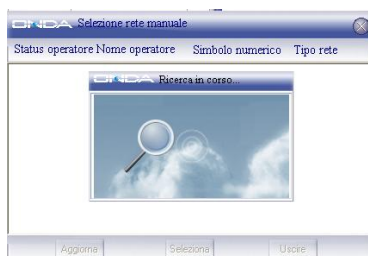 ONDA Selezione rete manuale
Status operatore Nome operatore Simbolo numerico Tipo rete
ONDA Ricerca in corso...
Aggiorna Seleziona Uscire